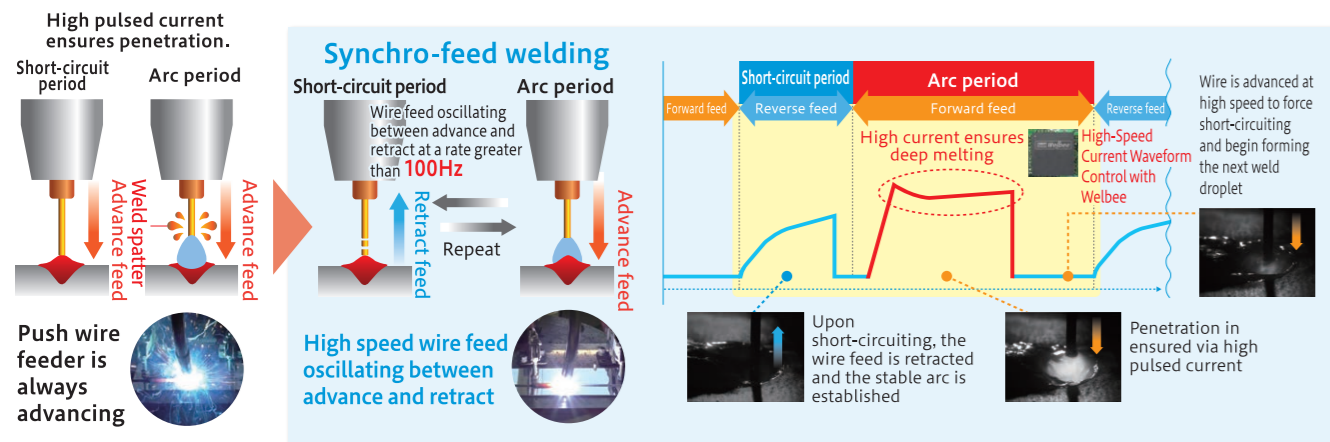 High pulsed current
ensures penetration.
Short-circuit
period
Arc period
Advance feed
Weld spatter
Advance feed
Push wire
feeder is
always
advancing
Synchro-feed welding
Short-circuit period
Arc period
Wire feed oscillating
between advance and
retract at a rate greater
than 100Hz
Retract feed
Repeat
Advance feed
High speed wire feed
oscillating between
advance and retract
Short-circuit period
Arc period
Forward feed
Reverse feed
Forward feed
Reverse feed
High current ensures
deep melting
High-Speed
Current Waveform
Control with
Welbee
Wire is advanced at
high speed to force
short-circuiting
and begin forming
the next weld
droplet
Upon
short-circuiting, the
wire feed is retracted
and the stable arc is
established
Penetration in
ensured via high
pulsed current